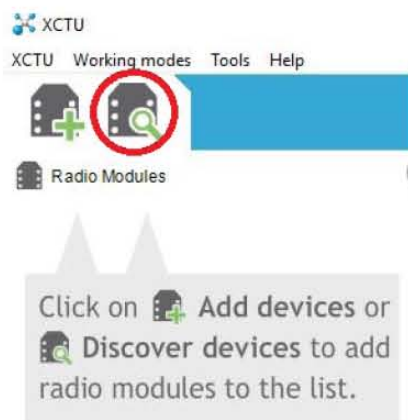 XCTU
XCTU Working modes Tools Help
Radio Modules
Click on Add devices or
Discover devices to add
radio modules to the list.